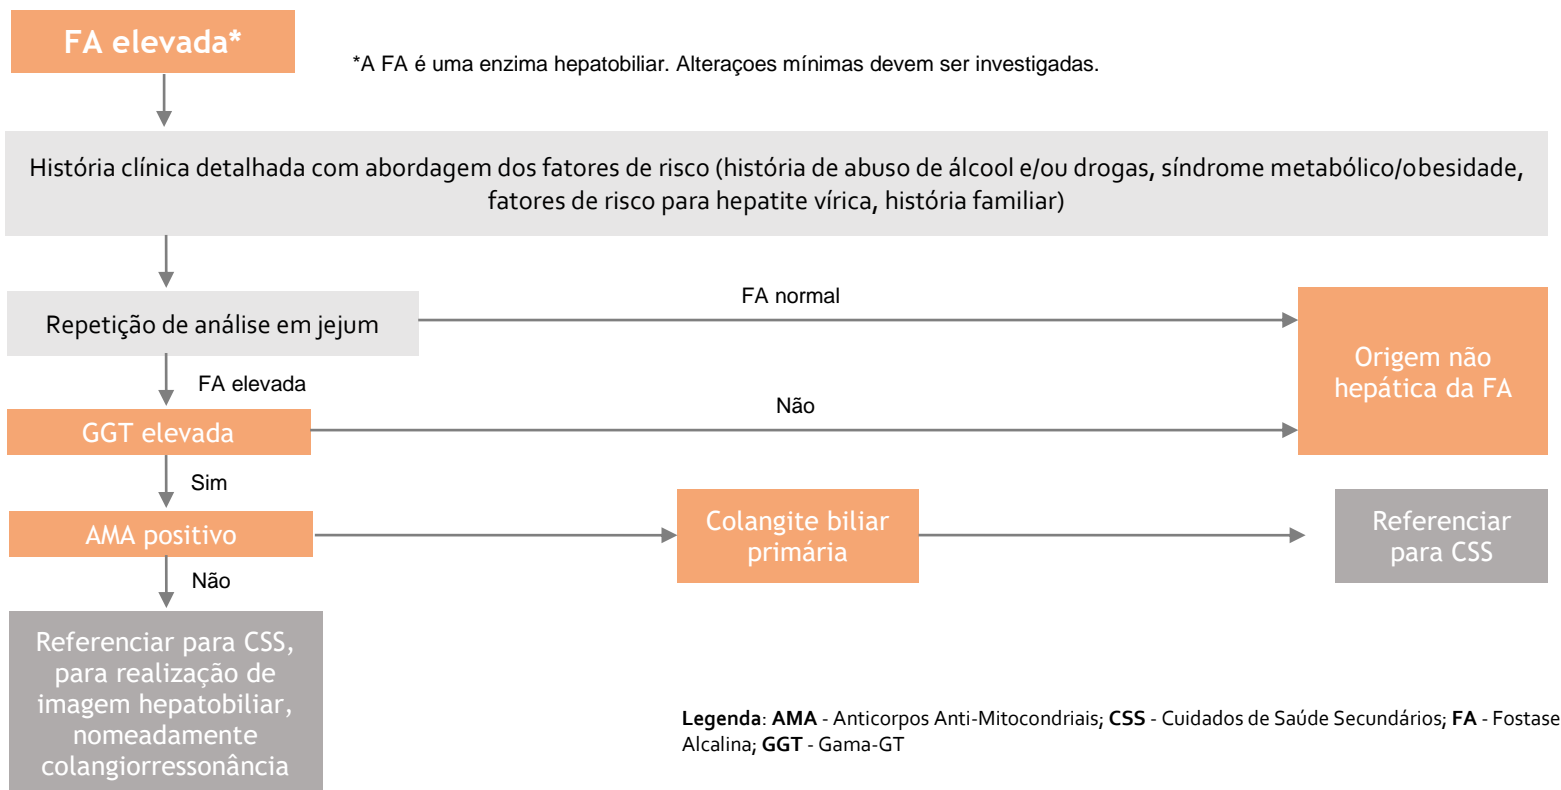 FA elevada*
*A FA é uma enzima hepatobiliar. Alteraçoes mínimas devem ser investigadas.
História clínica detalhada com abordagem dos fatores de risco (história de abuso de álcool e/ou drogas, síndrome metabólico/obesidade,
fatores de risco para hepatite vírica, história familiar)
Repetição de análise em jejum
FA normal
Origem não
hepática da FA
FA elevada
GGT elevada
Não
Sim
AMA positivo
Colangite biliar
primária
Referenciar
para CSS
Não
Referenciar para CSS,
para realização de
imagem hepatobiliar,
nomeadamente
colangiorressonância
Legenda: AMA - Anticorpos Anti-Mitocondriais; CSS - Cuidados de Saúde Secundários; FA - Fostase
Alcalina; GGT - Gama-GT